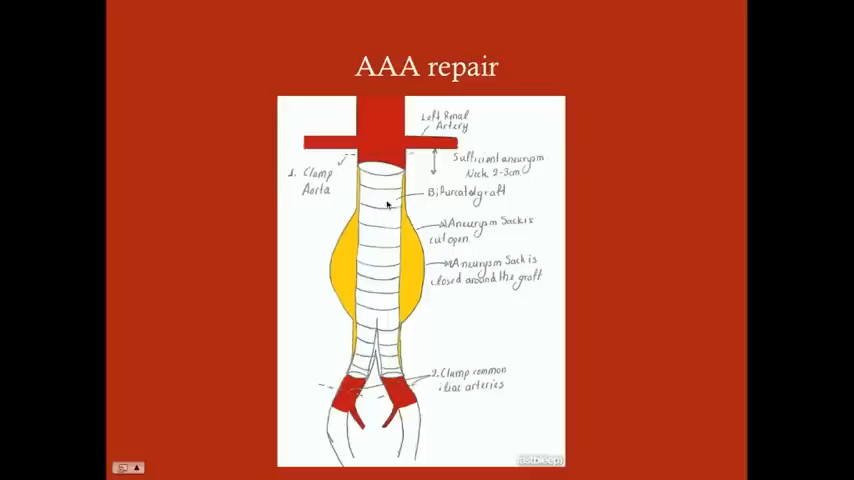 AAA repair
Left Renal
Artery
Sufficient aneurysm
Neck 2-3cm
1. Clamp
Aorta
Bifurcated graft
Aneurysm Sack is
cut open
Aneurysm Sack is
closed around the graft
2. Clamp common
iliac arteries